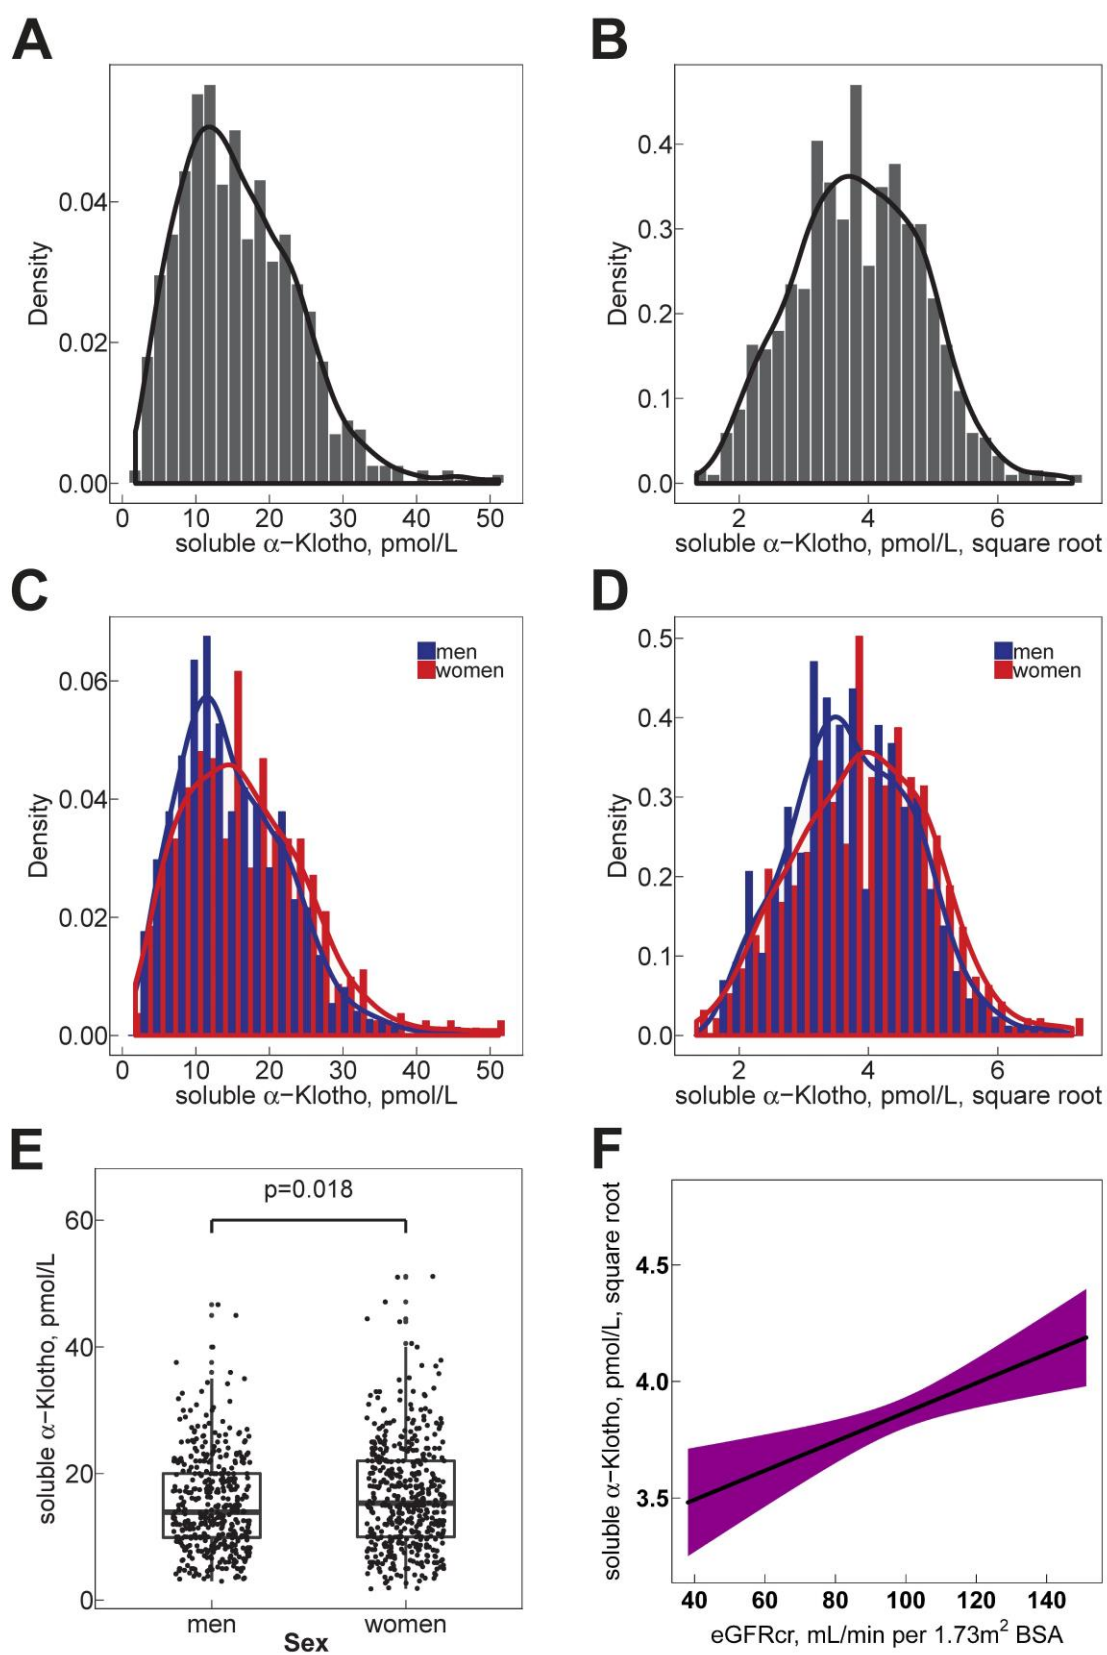 A
B
Density
0.04
0.02
0.00
0 10 20 30 40 50
soluble α−Klotho, pmol/L
Density
0.4
0.3
0.2
0.1
0.0
2 4 6
soluble α−Klotho, pmol/L, square root
C
D
men
women
Density
0.06
0.04
0.02
0.00
0 10 20 30 40 50
soluble α−Klotho, pmol/L
men
women
Density
0.5
0.4
0.3
0.2
0.1
0.0
2 4 6
soluble α−Klotho, pmol/L, square root
E
F
p=0.018
soluble α−Klotho, pmol/L
60
40
20
0
men women
Sex
soluble α−Klotho, pmol/L, square root
4.5
4.0
3.5
40 60 80 100 120 140
eGFRcr, mL/min per 1.73m² BSA